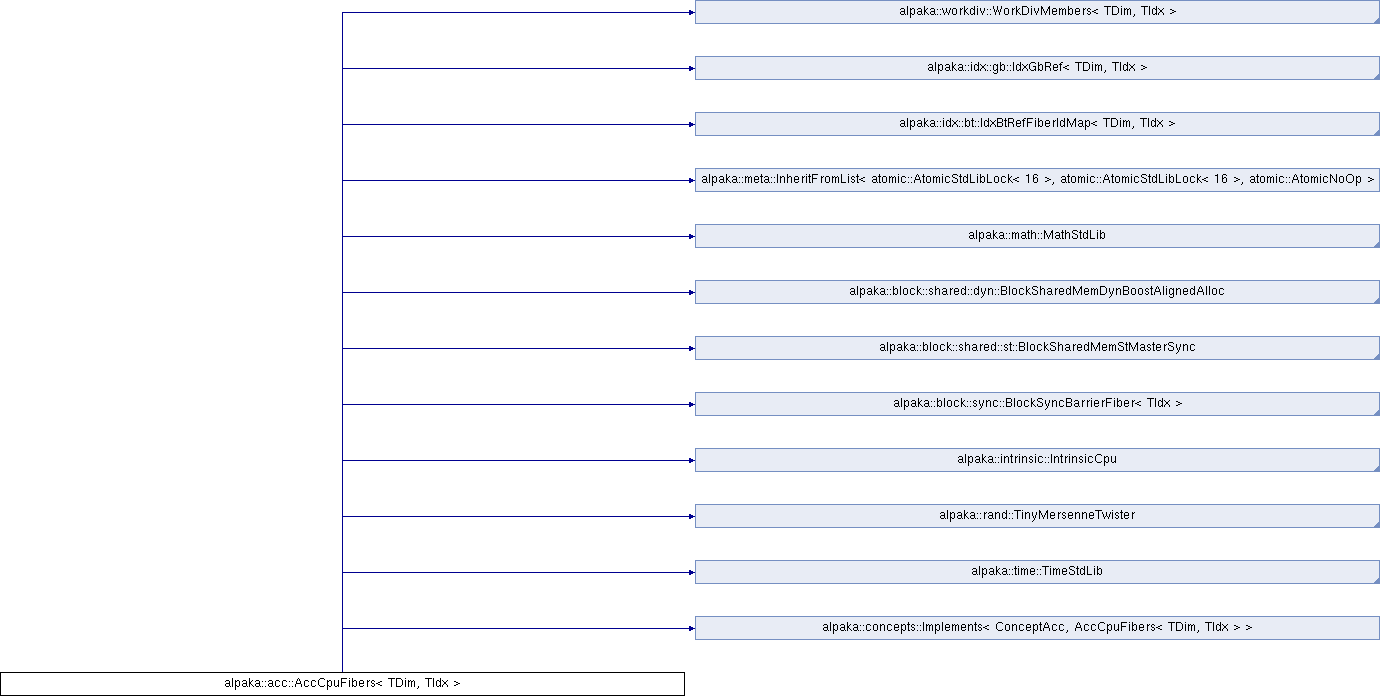 alpaka::workdiv::WorkDivMembers< TDim, TIdx >
alpaka::idx::gb::IdxGbRef< TDim, TIdx >
alpaka::idx::bt::IdxBtRefFiberIdMap< TDim, TIdx >
alpaka::meta::InheritFromList< atomic::AtomicStdLibLock< 16 >, atomic::AtomicStdLibLock< 16 >, atomic::AtomicNoOp >
alpaka::math::MathStdLib
alpaka::block::shared::dyn::BlockSharedMemDynBoostAlignedAlloc
alpaka::block::shared::st::BlockSharedMemStMasterSync
alpaka::block::sync::BlockSyncBarrierFiber< TIdx >
alpaka::intrinsic::IntrinsicCpu
alpaka::rand::TinyMersenneTwister
alpaka::time::TimeStdLib
alpaka::concepts::Implements< ConceptAcc, AccCpuFibers< TDim, TIdx > >
alpaka::acc::AccCpuFibers< TDim, TIdx >